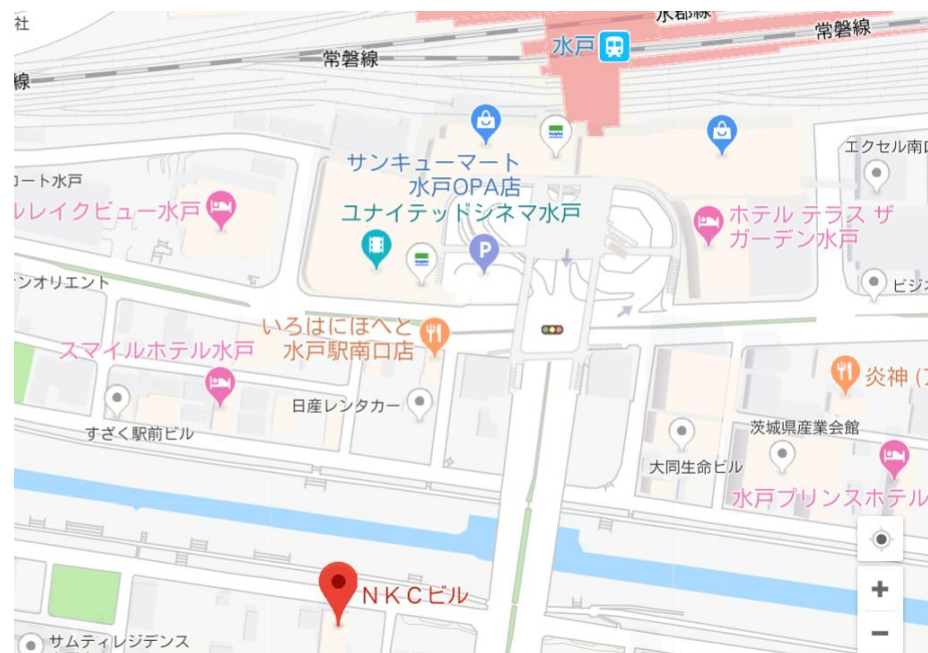 社
水郡線
水戸
常磐線
常磐線
線
エクセル南口
サンキューマート
水戸OPA店
コート水戸
ユナイテッドシネマ水戸
ルレイクビュー水戸
P
ホテル テラス ザ
ガーデン水戸
ンオリエント
ビジネ
いろはにほへと
水戸駅南口店
スマイルホテル水戸
炎神
日産レンタカー
すざく駅前ビル
茨城県産業会館
大同生命ビル
水戸プリンスホテル
NKCビル
サムティレジデンス